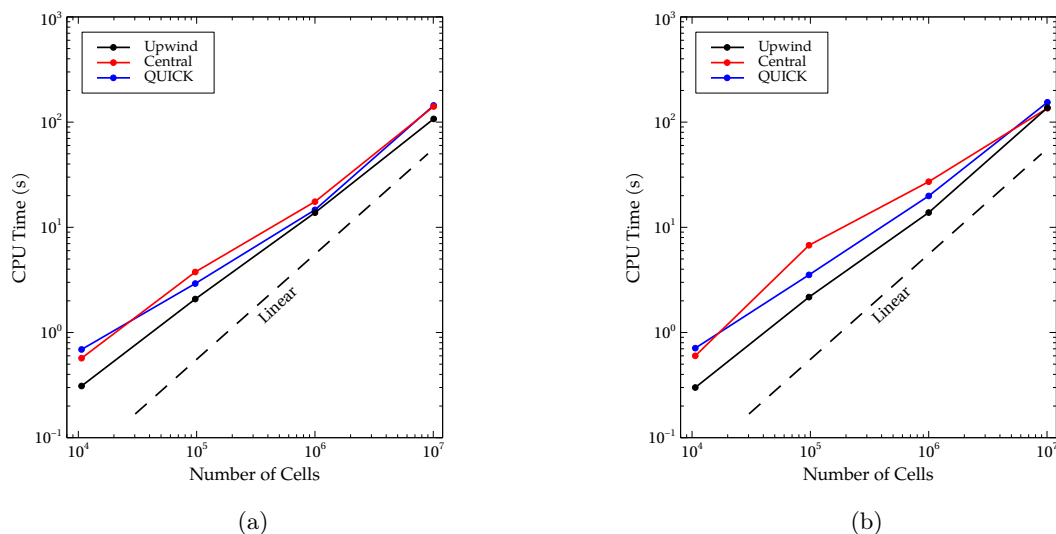 10³
10²
10¹
10⁰
10⁻¹
CPU Time (s)
Upwind
Central
QUICK
Linear
10⁴ 10⁵ 10⁶ 10⁷
Number of Cells
(a)
10³
10²
10¹
10⁰
10⁻¹
CPU Time (s)
Upwind
Central
QUICK
Linear
10⁴ 10⁵ 10⁶ 10⁷
Number of Cells
(b)